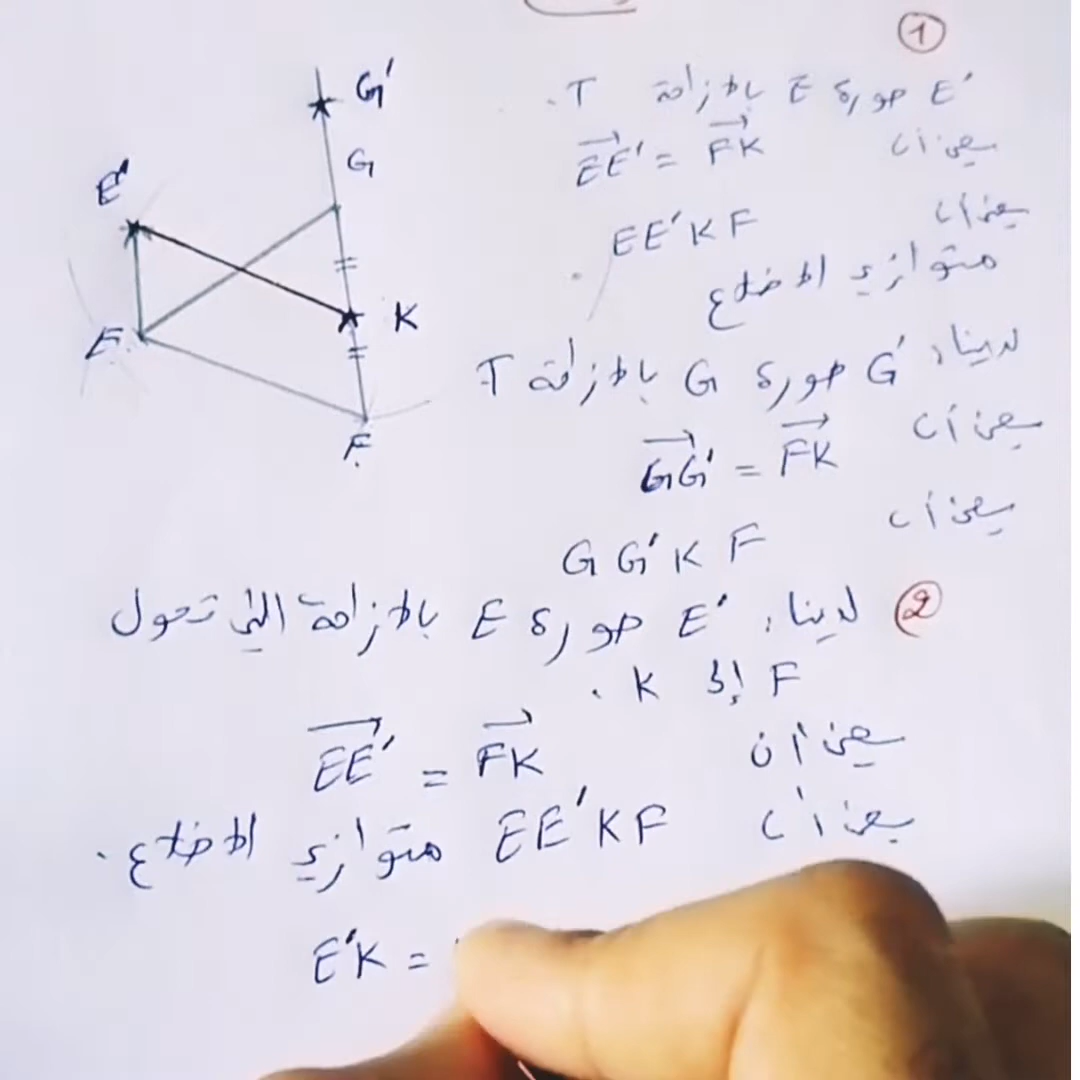 1
E' صورة E بالإزاحة T.
يعني أن EE' = FK
يعني أن EE'KF
متوازي الأضلاع
لدينا: G' صورة G بالإزاحة T.
يعني أن GG' = FK
يعني أن GG'KF
2 لدينا: E' صورة E بالإزاحة التي تحول
F إلى K.
يعني أن EE' = FK
يعني أن EE'KF متوازي الأضلاع.
E'K =
G'
G
E'
K
E
F